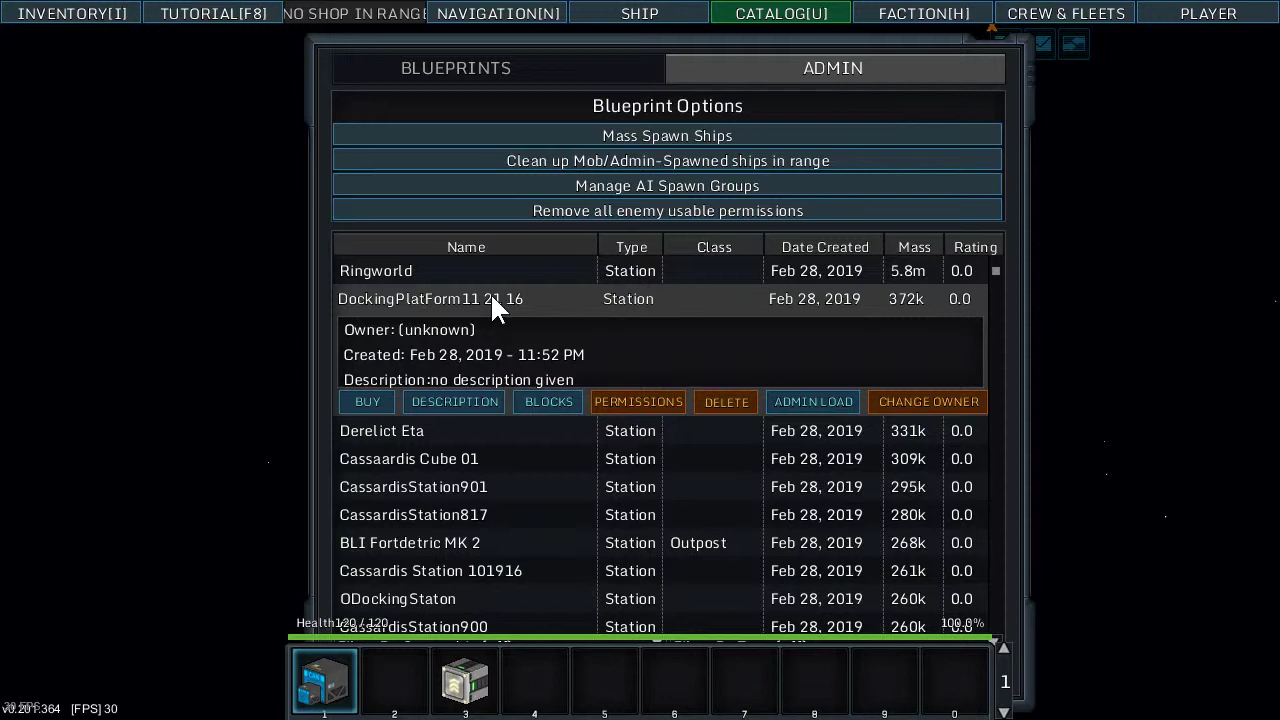 INVENTORY[I] TUTORIAL[F8] NO SHOP IN RANGE NAVIGATION[N] SHIP CATALOG[U] FACTION[H] CREW & FLEETS PLAYER
BLUEPRINTS ADMIN
Blueprint Options
Mass Spawn Ships
Clean up Mob/Admin-Spawned ships in range
Manage AI Spawn Groups
Remove all enemy usable permissions
Name Type Class Date Created Mass Rating
Ringworld Station Feb 28, 2019 5.8m 0.0
DockingPlatForm11 21 16 Station Feb 28, 2019 372k 0.0
Owner: (unknown)
Created: Feb 28, 2019 - 11:52 PM
Description:no description given
BUY DESCRIPTION BLOCKS PERMISSIONS DELETE ADMIN LOAD CHANGE OWNER
Derelict Eta Station Feb 28, 2019 331k 0.0
Cassaardis Cube 01 Station Feb 28, 2019 309k 0.0
CassardisStation901 Station Feb 28, 2019 295k 0.0
CassardisStation817 Station Feb 28, 2019 280k 0.0
BLI Fortdetric MK 2 Station Outpost Feb 28, 2019 268k 0.0
Cassardis Station 101916 Station Feb 28, 2019 261k 0.0
ODockingStaton Station Feb 28, 2019 260k 0.0
CassardisStation900 Station Feb 28, 2019 260k 0.0
Health120 / 120 100.0%
1
1 2 3 4 5 6 7 8 9 0
v0.201.364 [FPS] 30